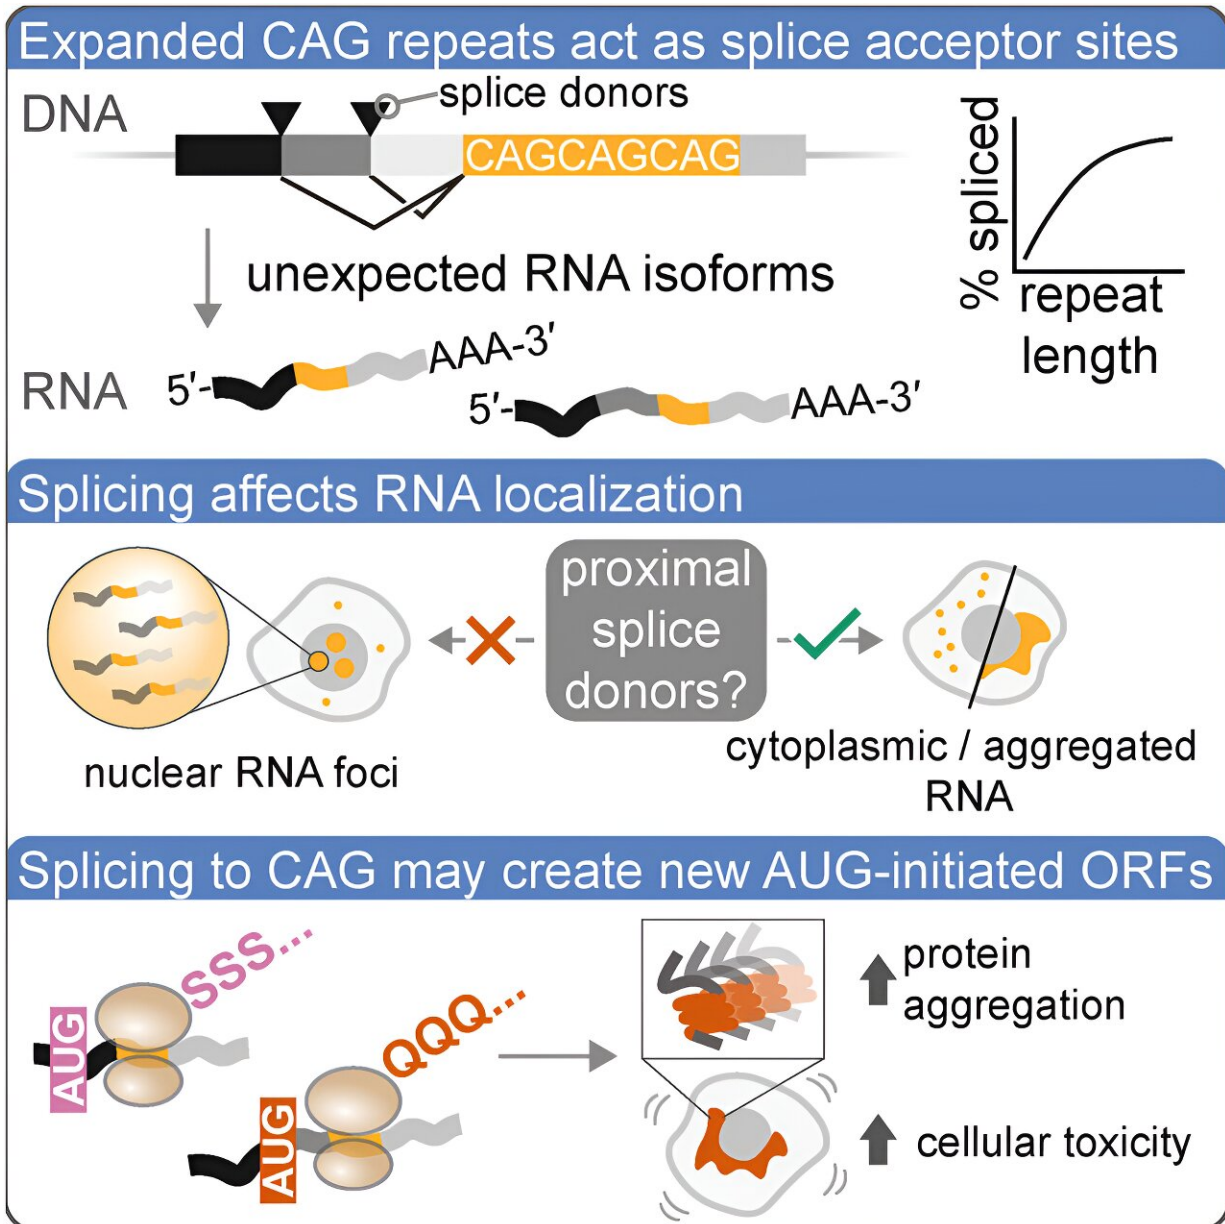 Expanded CAG repeats act as splice acceptor sites
DNA
splice donors
CAGCAGCAG
% spliced
repeat
length
unexpected RNA isoforms
RNA
5′-
AAA-3′
5′-
AAA-3′
Splicing affects RNA localization
proximal
splice
donors?
nuclear RNA foci
cytoplasmic / aggregated
RNA
Splicing to CAG may create new AUG-initiated ORFs
AUG
SSS...
AUG
QQQ...
protein
aggregation
cellular toxicity